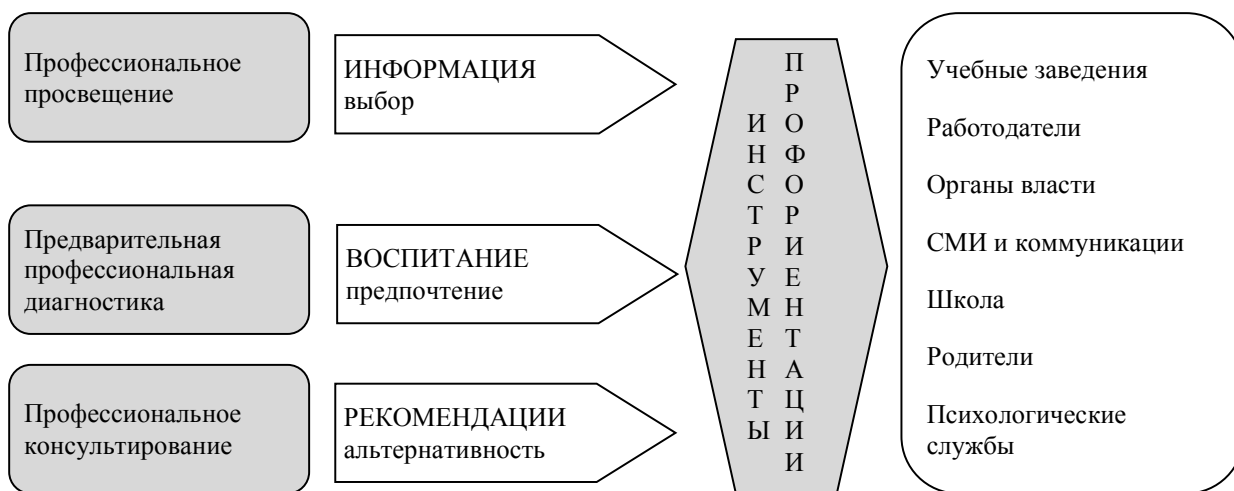 Профессиональное
просвещение
ИНФОРМАЦИЯ
выбор
Предварительная
профессиональная
диагностика
ВОСПИТАНИЕ
предпочтение
Профессиональное
консультирование
РЕКОМЕНДАЦИИ
альтернативность
ИНСТРУМЕНТЫ
ПРОФОРИЕНТАЦИИ
Учебные заведения
Работодатели
Органы власти
СМИ и коммуникации
Школа
Родители
Психологические
службы